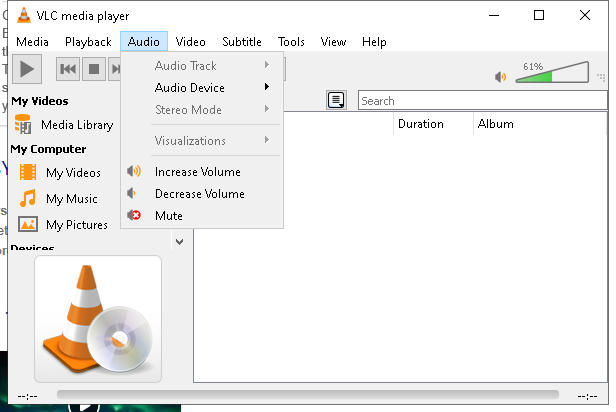 VLC media player
Media Playback Audio Video Subtitle Tools View Help
61%
Audio Track
Audio Device
Stereo Mode
Visualizations
Increase Volume
Decrease Volume
Mute
My Videos
Media Library
My Computer
My Videos
My Music
My Pictures
Devices
Search
Duration Album
--:-- --:--